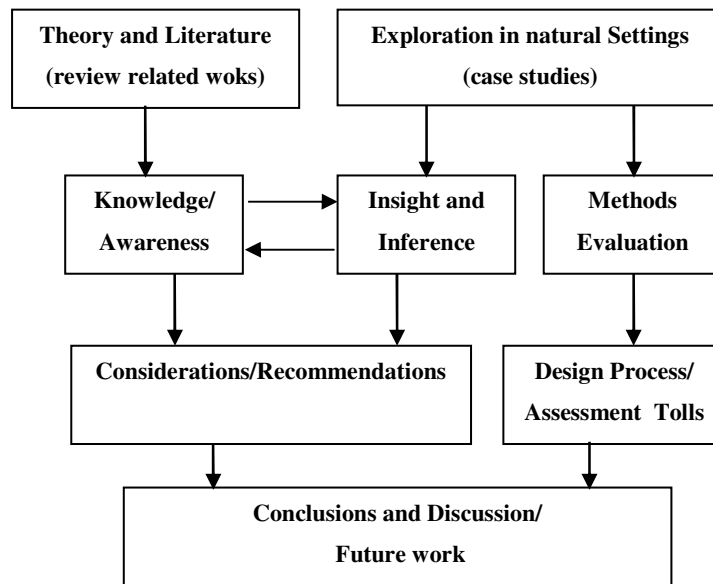 Theory and Literature
(review related woks)
Exploration in natural Settings
(case studies)
Knowledge/
Awareness
Insight and
Inference
Methods
Evaluation
Considerations/Recommendations
Design Process/
Assessment Tolls
Conclusions and Discussion/
Future work